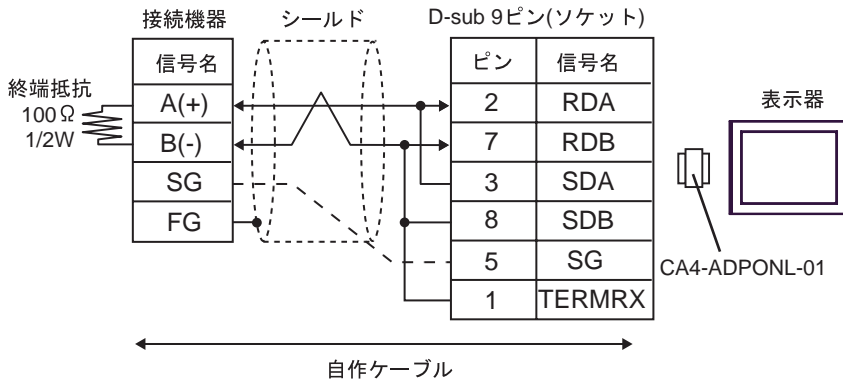 接続機器
シールド
D-sub 9ピン(ソケット)
信号名
ピン
信号名
終端抵抗
100Ω
1/2W
A(+)
2
RDA
表示器
B(-)
7
RDB
SG
3
SDA
FG
8
SDB
5
SG
CA4-ADPONL-01
1
TERMRX
自作ケーブル